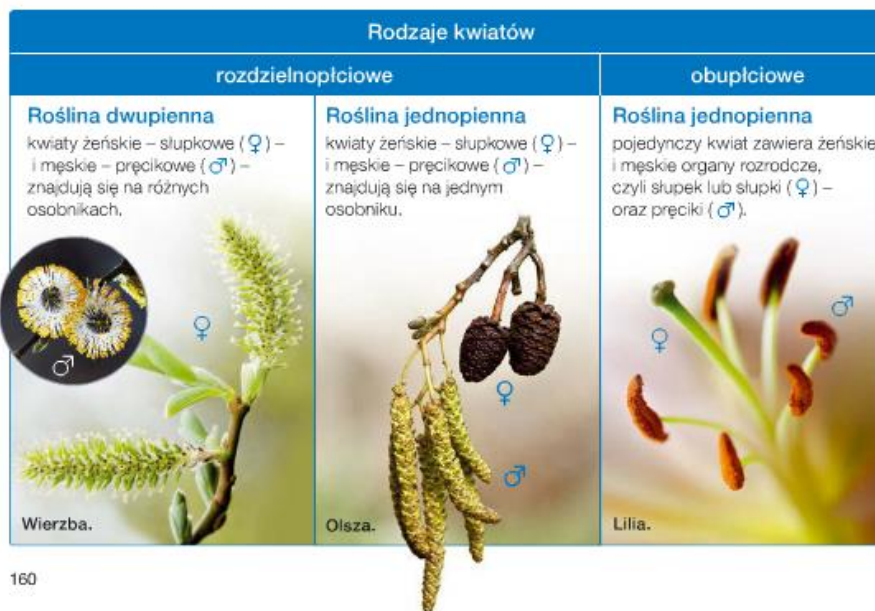 Rodzaje kwiatów
rozdzielnopłciowe
obupłciowe
Roślina dwupienna
kwiaty żeńskie – słupkowe (♀) –
i męskie – pręcikowe (♂) –
znajdują się na różnych
osobnikach.
♀
♂
Wierzba.
Roślina jednopienna
kwiaty żeńskie – słupkowe (♀) –
i męskie – pręcikowe (♂) –
znajdują się na jednym
osobniku.
♀
♂
Olsza.
Roślina jednopienna
pojedynczy kwiat zawiera żeńskie
i męskie organy rozrodcze,
czyli słupek lub słupki (♀) –
oraz pręciki (♂).
♂
♀
Lilia.
160